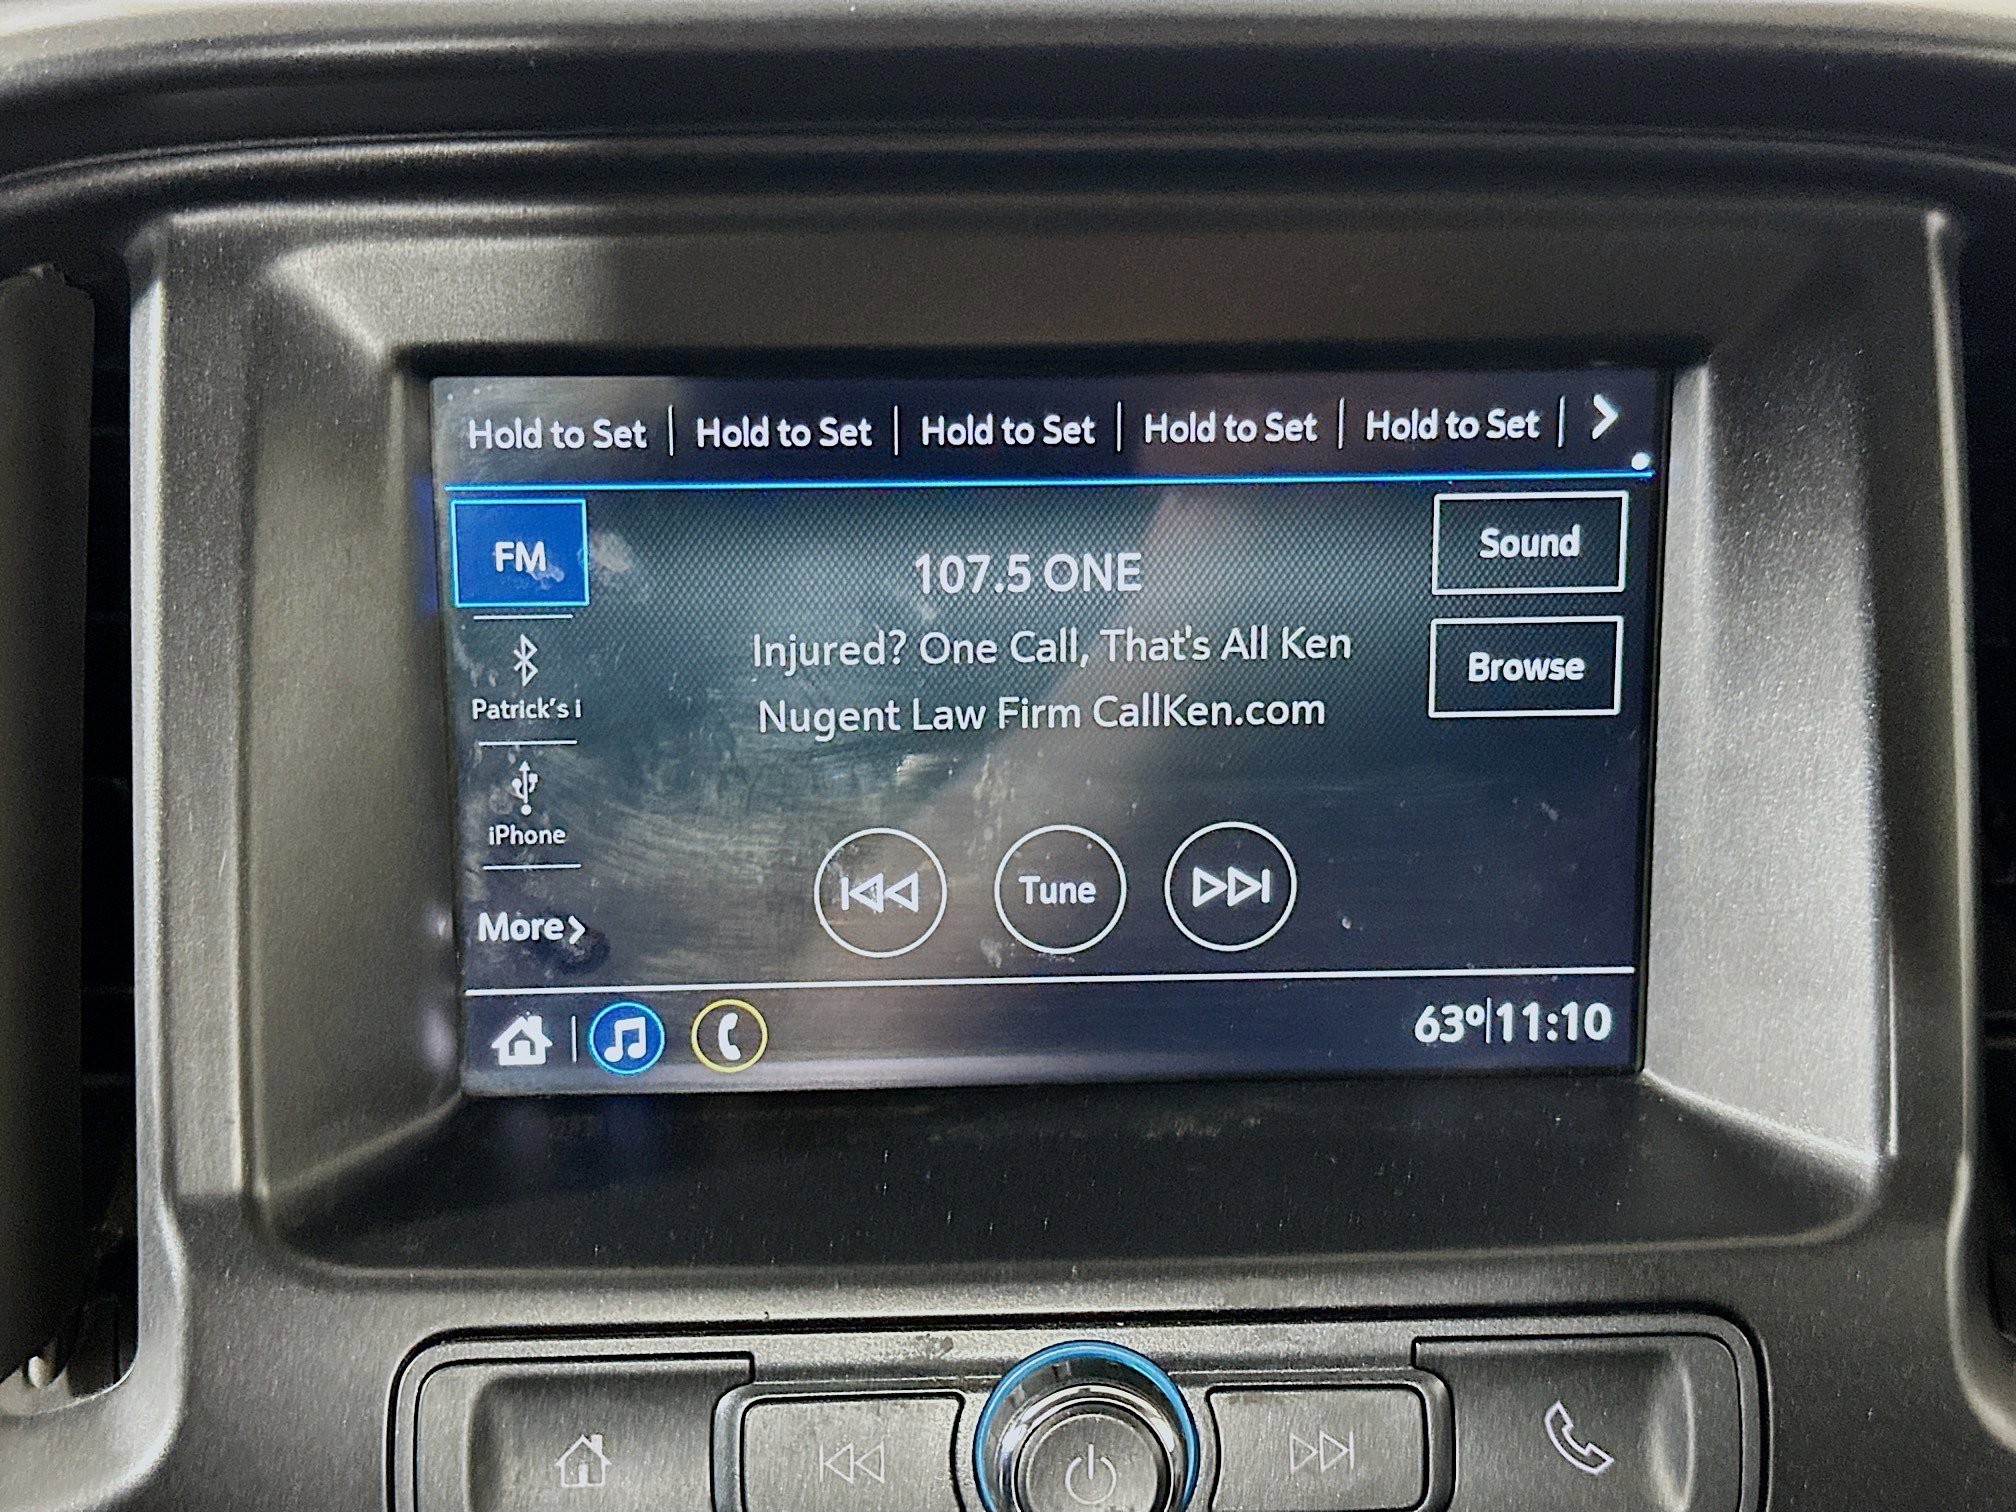 Hold to Set | Hold to Set | Hold to Set | Hold to Set | Hold to Set |
FM
107.5 ONE
Sound
Injured? One Call, That's All Ken
Nugent Law Firm CallKen.com
Browse
Patrick's i
iPhone
Tune
More
63°|11:10